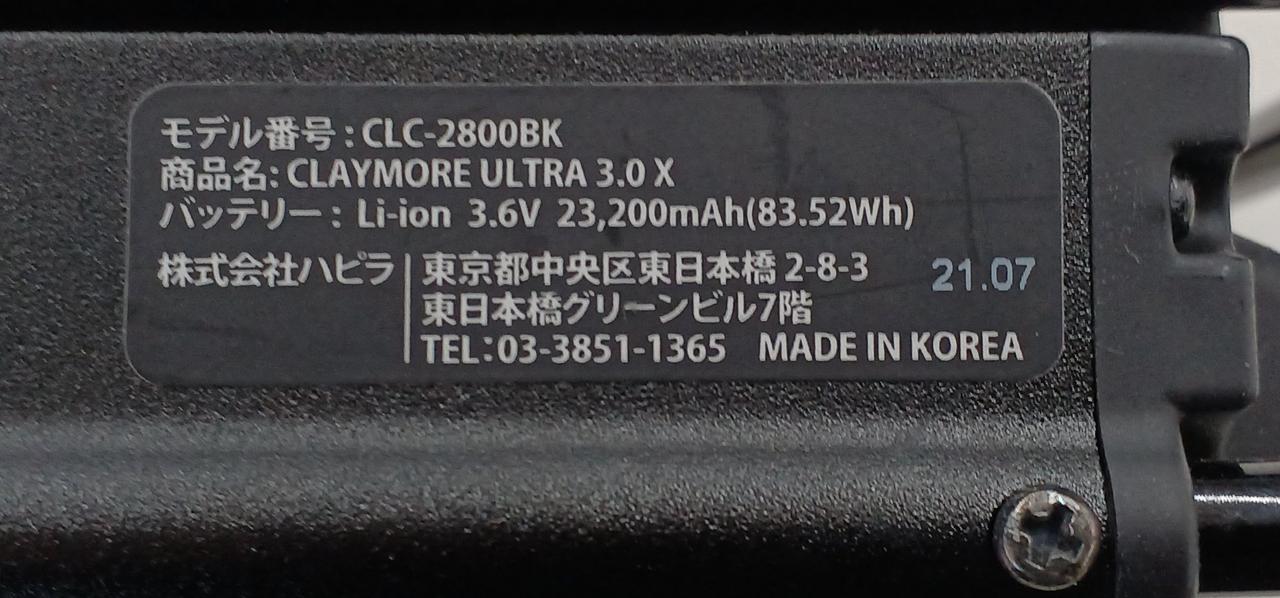 モデル番号 : CLC-2800BK
商品名: CLAYMORE ULTRA 3.0 X
バッテリー : Li-ion 3.6V 23,200mAh(83.52Wh)
株式会社ハピラ
東京都中央区東日本橋 2-8-3
東日本橋グリーンビル7階
TEL:03-3851-1365 MADE IN KOREA
21.07